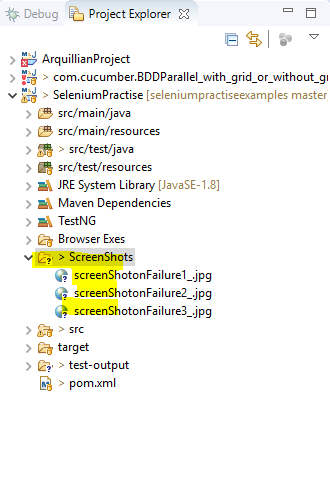 Debug Project Explorer
ArquillianProject
> com.cucumber.BDDParallel_with_grid_or_without_gr
> SeleniumPractise [seleniumpractiseexamples master
src/main/java
src/main/resources
> src/test/java
src/test/resources
JRE System Library [JavaSE-1.8]
Maven Dependencies
TestNG
Browser Exes
> ScreenShots
screenShotonFailure1_.jpg
screenShotonFailure2_.jpg
screenShotonFailure3_.jpg
> src
target
> test-output
> pom.xml